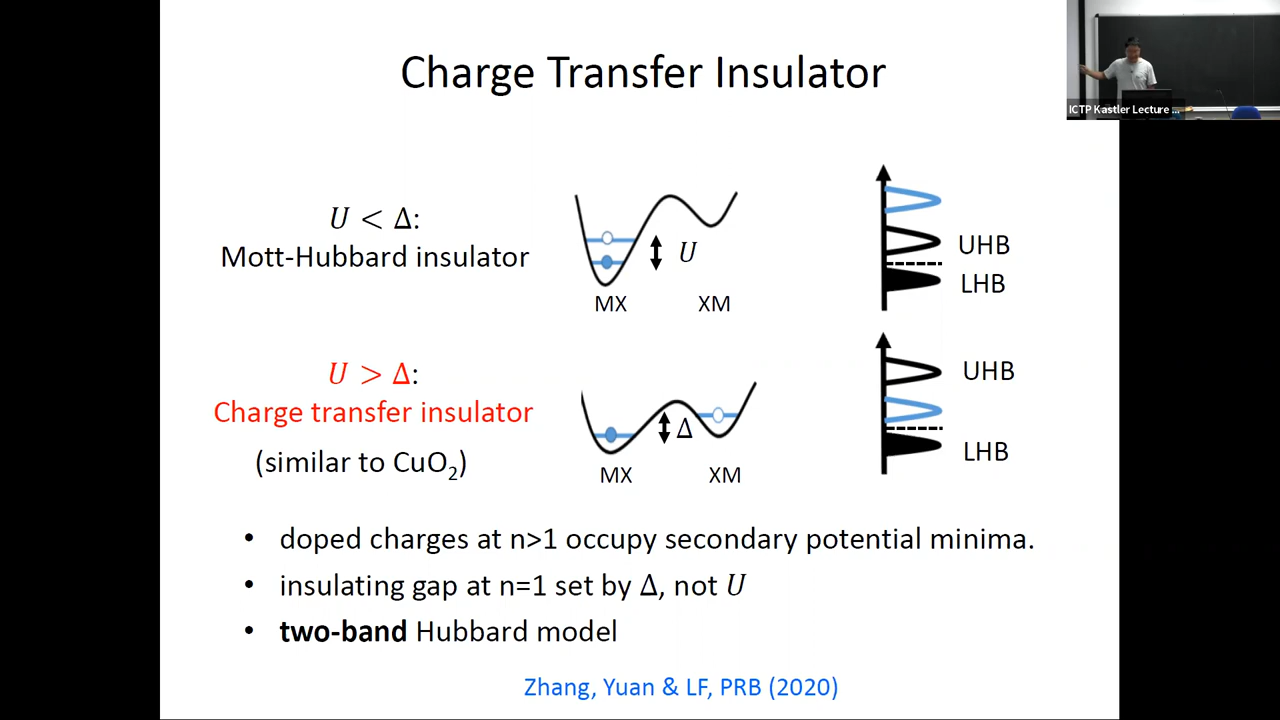 Charge Transfer Insulator
ICTP Kastler Lecture ...
U < Δ:
Mott-Hubbard insulator
U
MX XM
UHB
LHB
U > Δ:
Charge transfer insulator
(similar to CuO₂)
Δ
MX XM
UHB
LHB
• doped charges at n>1 occupy secondary potential minima.
• insulating gap at n=1 set by Δ, not U
• two-band Hubbard model
Zhang, Yuan & LF, PRB (2020)